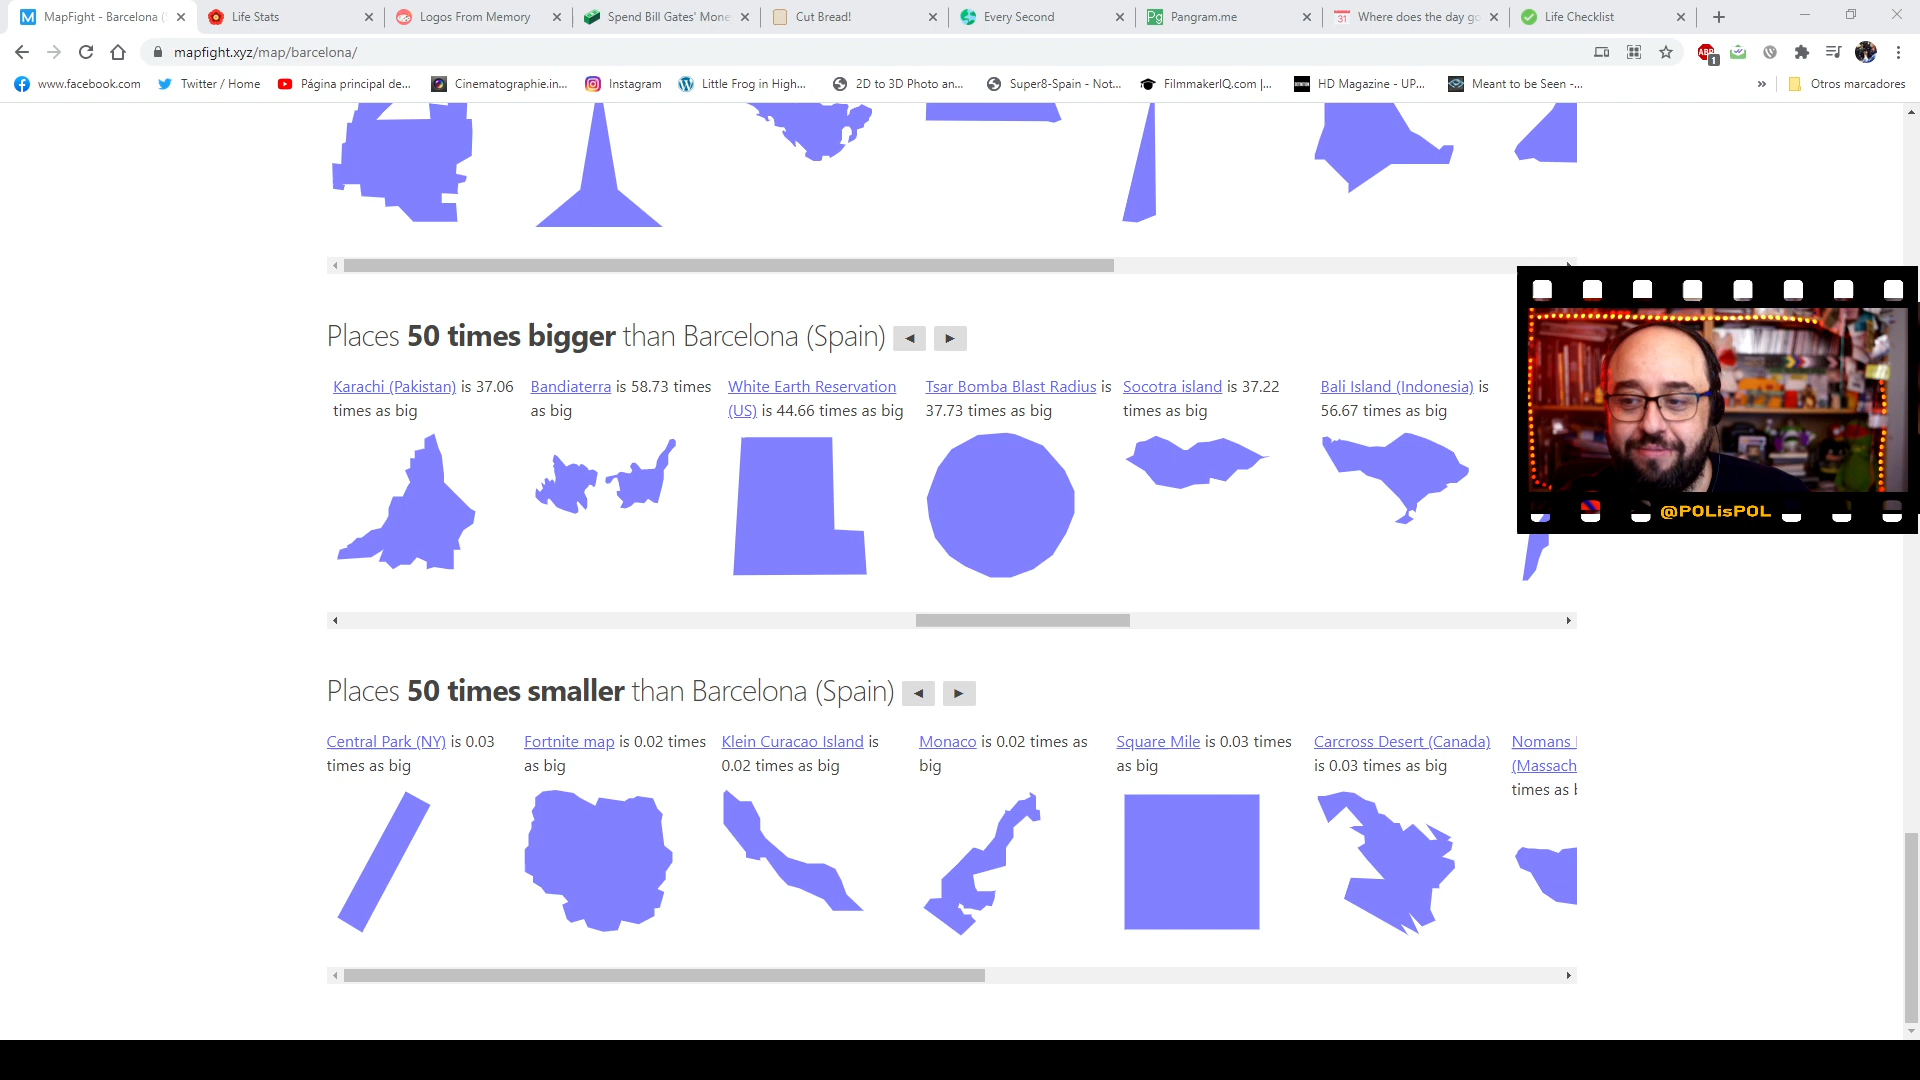 MapFight - Barcelona (
Life Stats
Logos From Memory
Spend Bill Gates' Mone
Cut Bread!
Every Second
Pangram.me
Where does the day go
Life Checklist
mapfight.xyz/map/barcelona/
www.facebook.com
Twitter / Home
Página principal de...
Cinematographie.in...
Instagram
Little Frog in High...
2D to 3D Photo an...
Super8-Spain - Not...
FilmmakerIQ.com |...
HD Magazine - UP...
Meant to be Seen -...
»
Otros marcadores
Places 50 times bigger than Barcelona (Spain)
Karachi (Pakistan) is 37.06
times as big
Bandiaterra is 58.73 times
as big
White Earth Reservation
(US) is 44.66 times as big
Tsar Bomba Blast Radius is
37.73 times as big
Socotra island is 37.22
times as big
Bali Island (Indonesia) is
56.67 times as big
@POLisPOL
Places 50 times smaller than Barcelona (Spain)
Central Park (NY) is 0.03
times as big
Fortnite map is 0.02 times
as big
Klein Curacao Island is
0.02 times as big
Monaco is 0.02 times as
big
Square Mile is 0.03 times
as big
Carcross Desert (Canada)
is 0.03 times as big
Nomans
(Massach
times as b